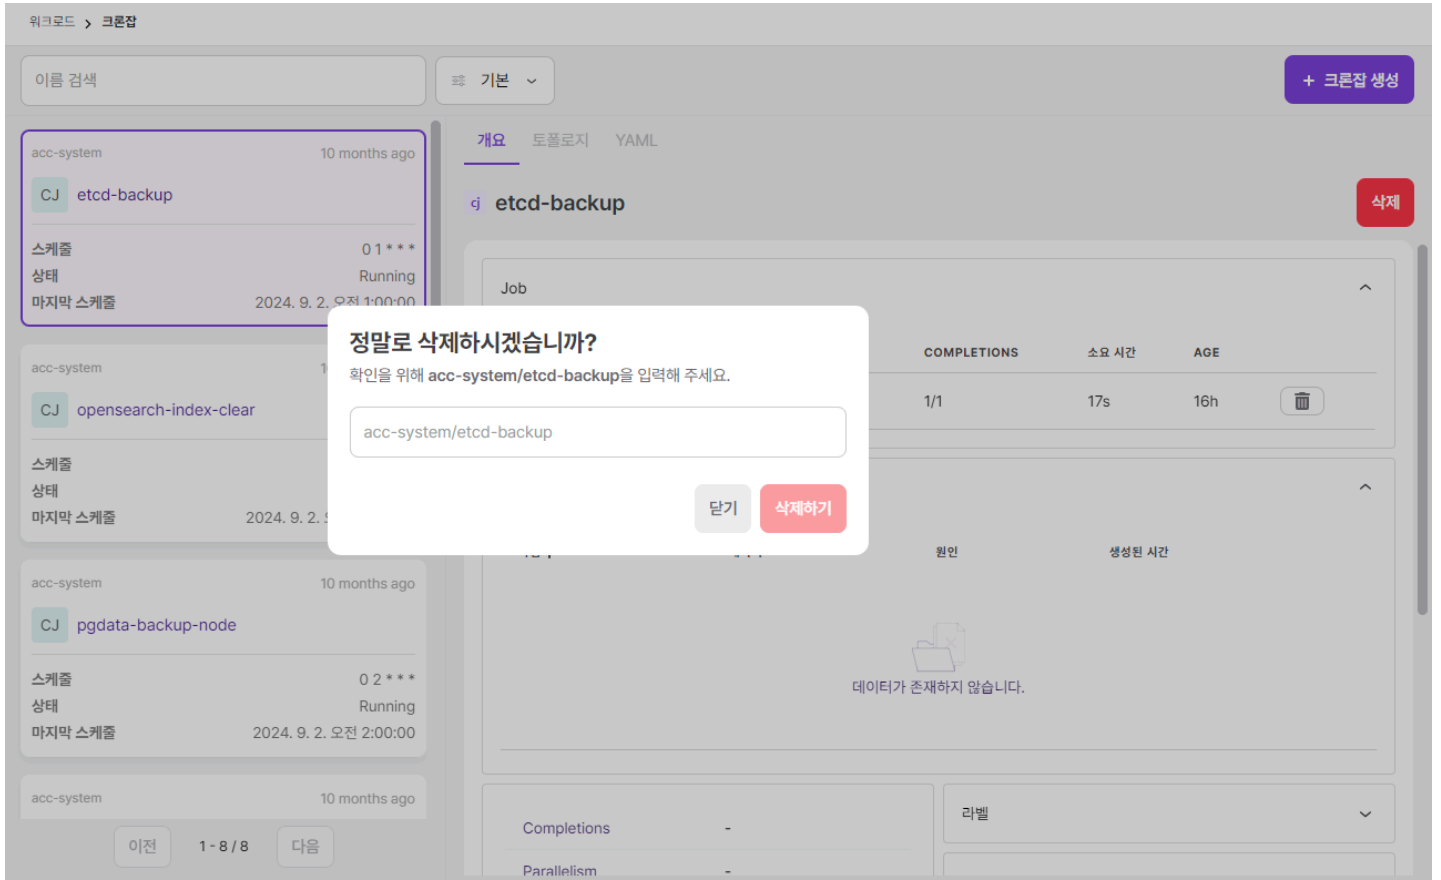 워크로드 > 크론잡
이름 검색
기본
+ 크론잡 생성
acc-system 10 months ago
CJ etcd-backup
스케줄 0 1 * * *
상태 Running
마지막 스케줄 2024. 9. 2. 오전 1:00:00
acc-system
CJ opensearch-index-clear
스케줄
상태
마지막 스케줄 2024. 9. 2.
acc-system 10 months ago
CJ pgdata-backup-node
스케줄 0 2 * * *
상태 Running
마지막 스케줄 2024. 9. 2. 오전 2:00:00
acc-system 10 months ago
이전 1 - 8 / 8 다음
개요 토폴로지 YAML
cj etcd-backup
삭제
Job
COMPLETIONS 소요 시간 AGE
1/1 17s 16h
정말로 삭제하시겠습니까?
확인을 위해 acc-system/etcd-backup을 입력해 주세요.
acc-system/etcd-backup
닫기 삭제하기
원인 생성된 시간
데이터가 존재하지 않습니다.
Completions -
Parallelism -
라벨